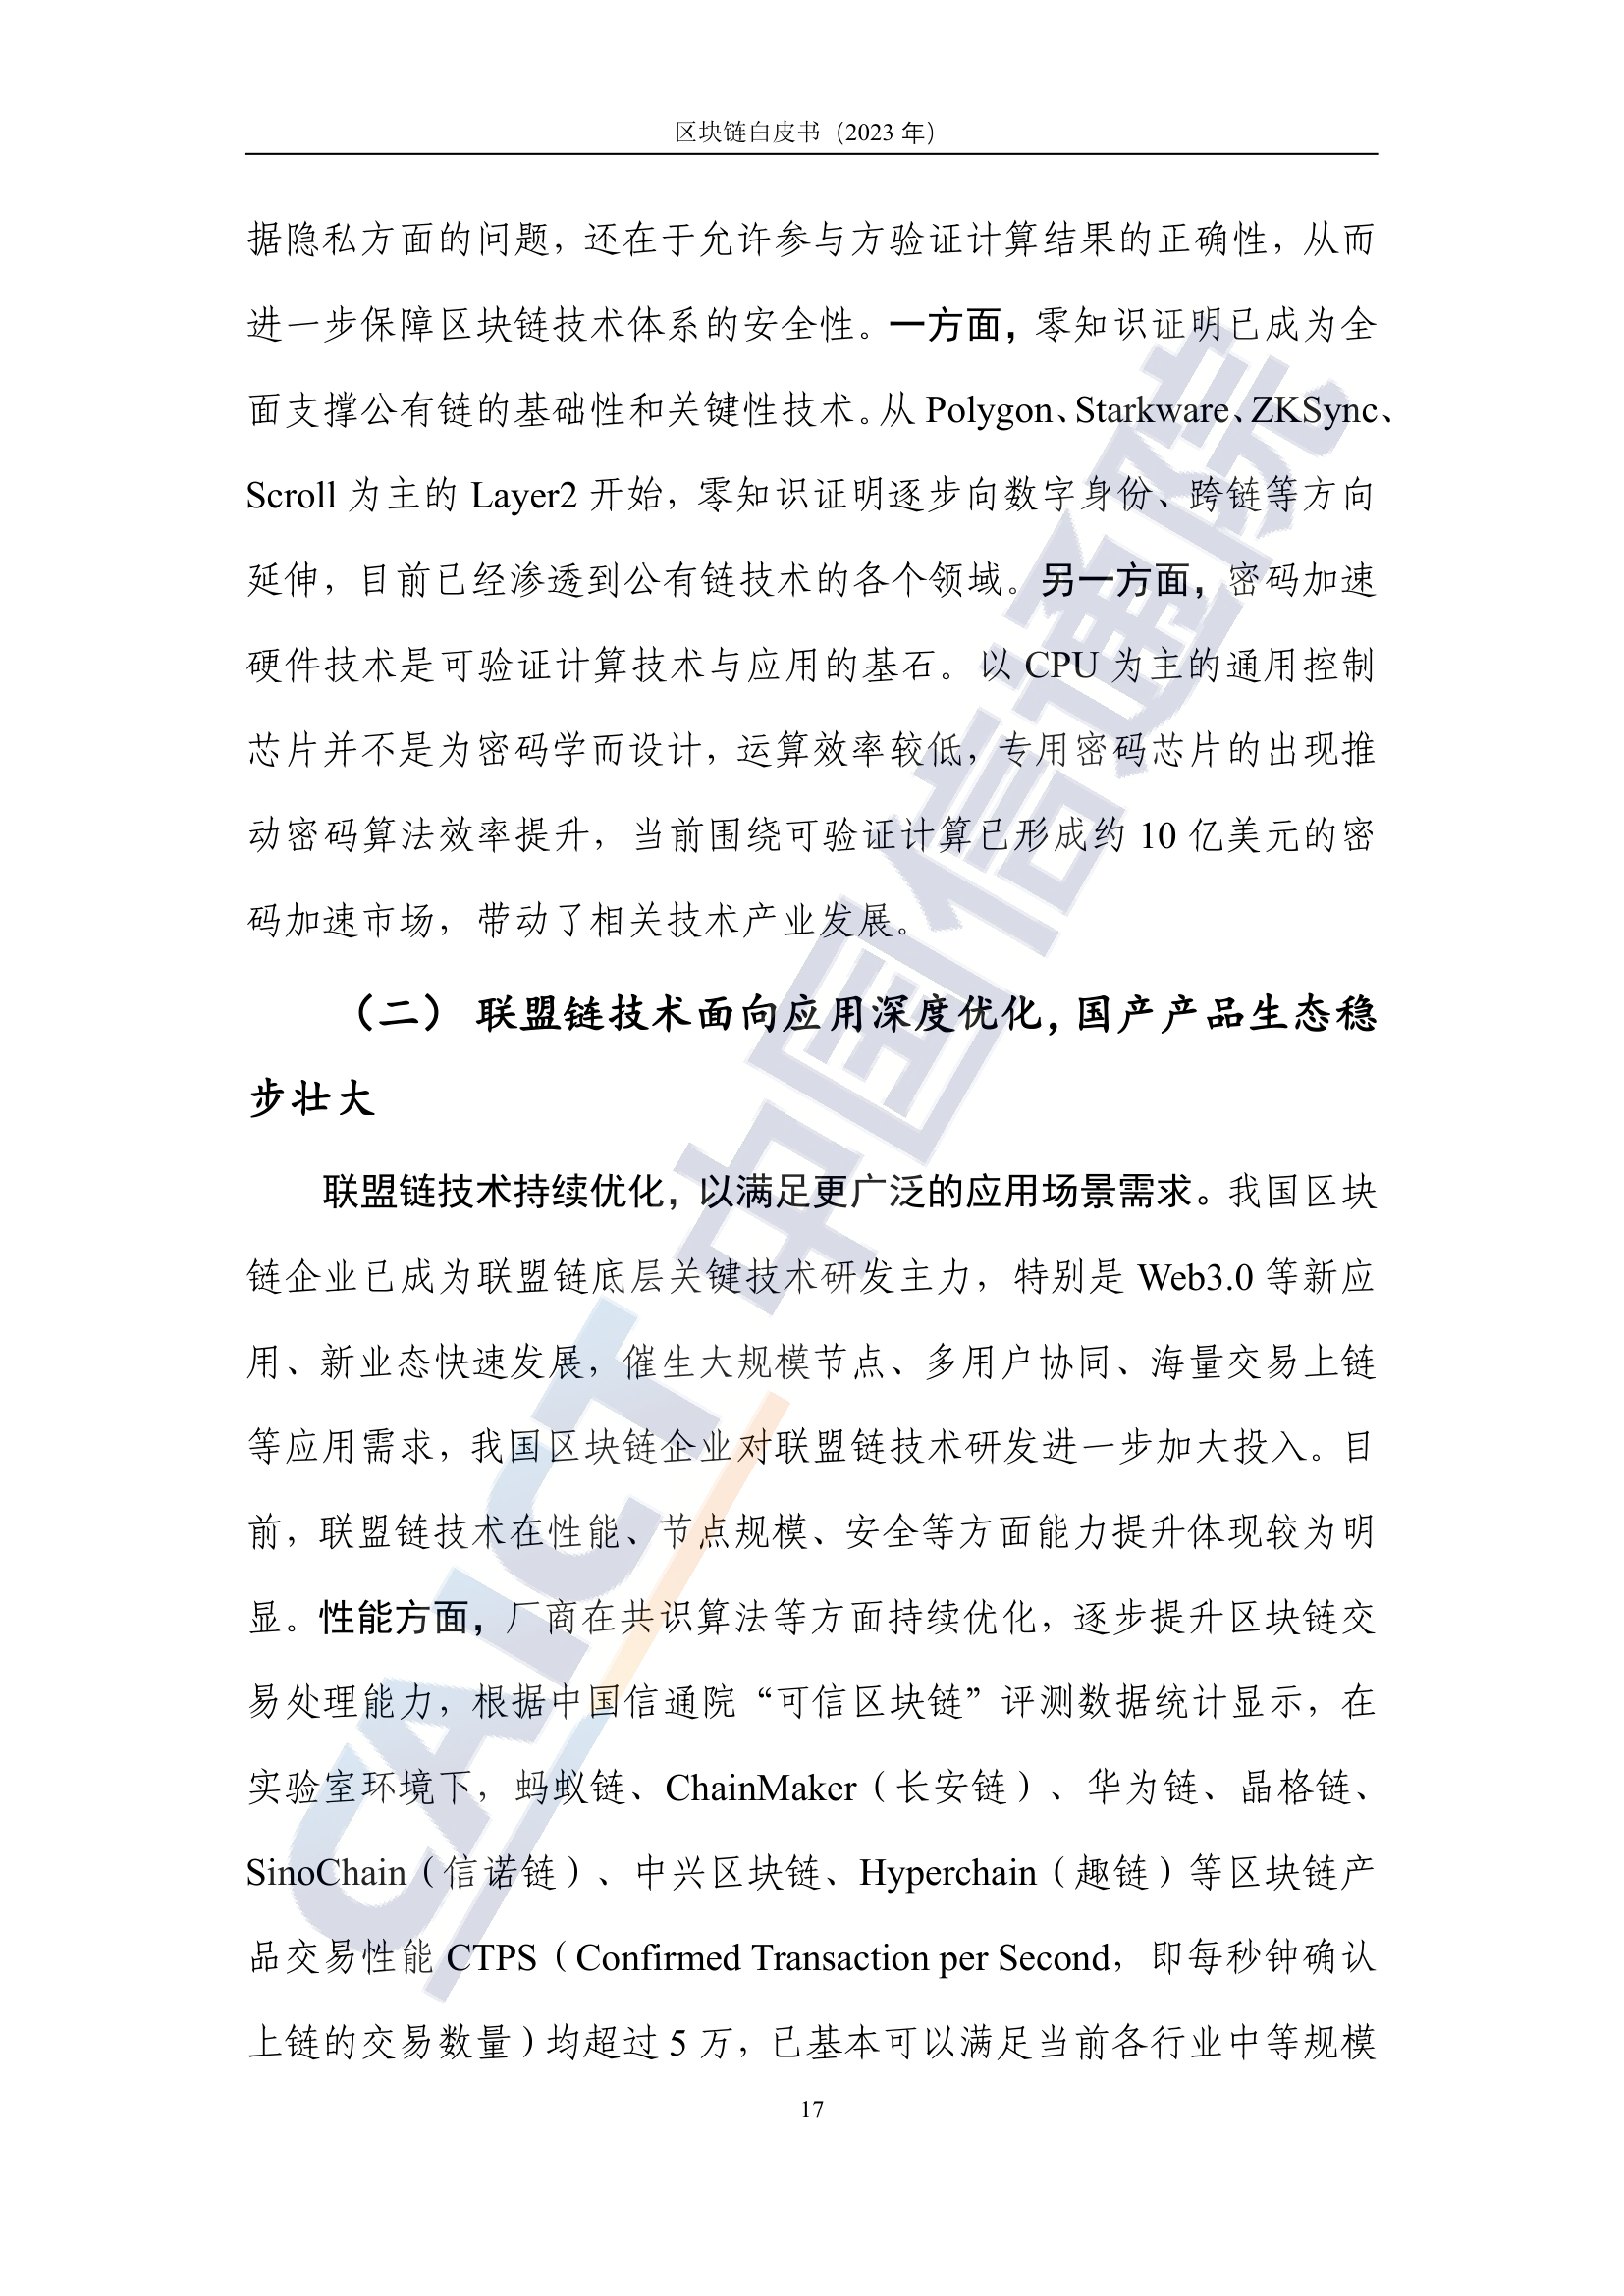 区块链白皮书（2023 年）
据隐私方面的问题，还在于允许参与方验证计算结果的正确性，从而
进一步保障区块链技术体系的安全性。一方面，零知识证明已成为全
面支撑公有链的基础性和关键性技术。从 Polygon、Starkware、ZKSync、
Scroll 为主的 Layer2 开始，零知识证明逐步向数字身份、跨链等方向
延伸，目前已经渗透到公有链技术的各个领域。另一方面，密码加速
硬件技术是可验证计算技术与应用的基石。以 CPU 为主的通用控制
芯片并不是为密码学而设计，运算效率较低，专用密码芯片的出现推
动密码算法效率提升，当前围绕可验证计算已形成约 10 亿美元的密
码加速市场，带动了相关技术产业发展。
（二） 联盟链技术面向应用深度优化，国产产品生态稳
步壮大
联盟链技术持续优化，以满足更广泛的应用场景需求。我国区块
链企业已成为联盟链底层关键技术研发主力，特别是 Web3.0 等新应
用、新业态快速发展，催生大规模节点、多用户协同、海量交易上链
等应用需求，我国区块链企业对联盟链技术研发进一步加大投入。目
前，联盟链技术在性能、节点规模、安全等方面能力提升体现较为明
显。性能方面，厂商在共识算法等方面持续优化，逐步提升区块链交
易处理能力，根据中国信通院“可信区块链”评测数据统计显示，在
实验室环境下，蚂蚁链、ChainMaker（长安链）、华为链、晶格链、
SinoChain（信诺链）、中兴区块链、Hyperchain（趣链）等区块链产
品交易性能 CTPS（Confirmed Transaction per Second，即每秒钟确认
上链的交易数量）均超过 5 万，已基本可以满足当前各行业中等规模
17
CAICT 中国信通院